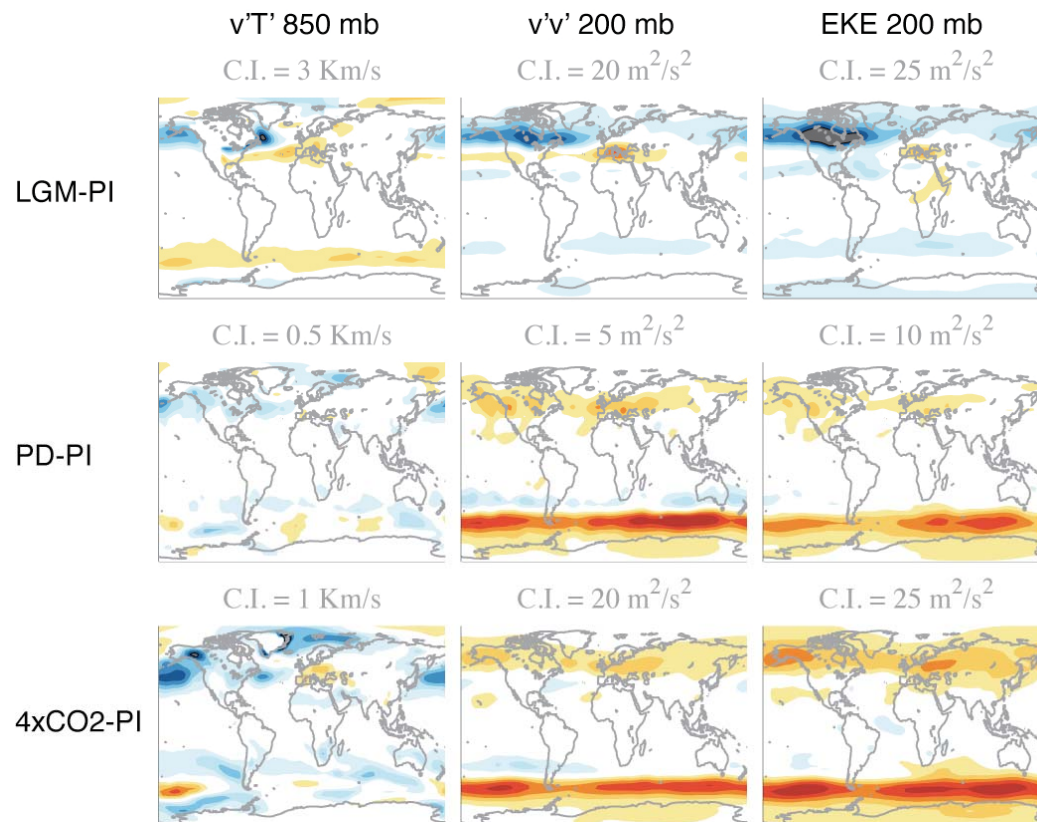 v'T' 850 mb v'v' 200 mb EKE 200 mb
C.I. = 3 Km/s C.I. = 20 m²/s² C.I. = 25 m²/s²
LGM-PI
C.I. = 0.5 Km/s C.I. = 5 m²/s² C.I. = 10 m²/s²
PD-PI
C.I. = 1 Km/s C.I. = 20 m²/s² C.I. = 25 m²/s²
4xCO2-PI